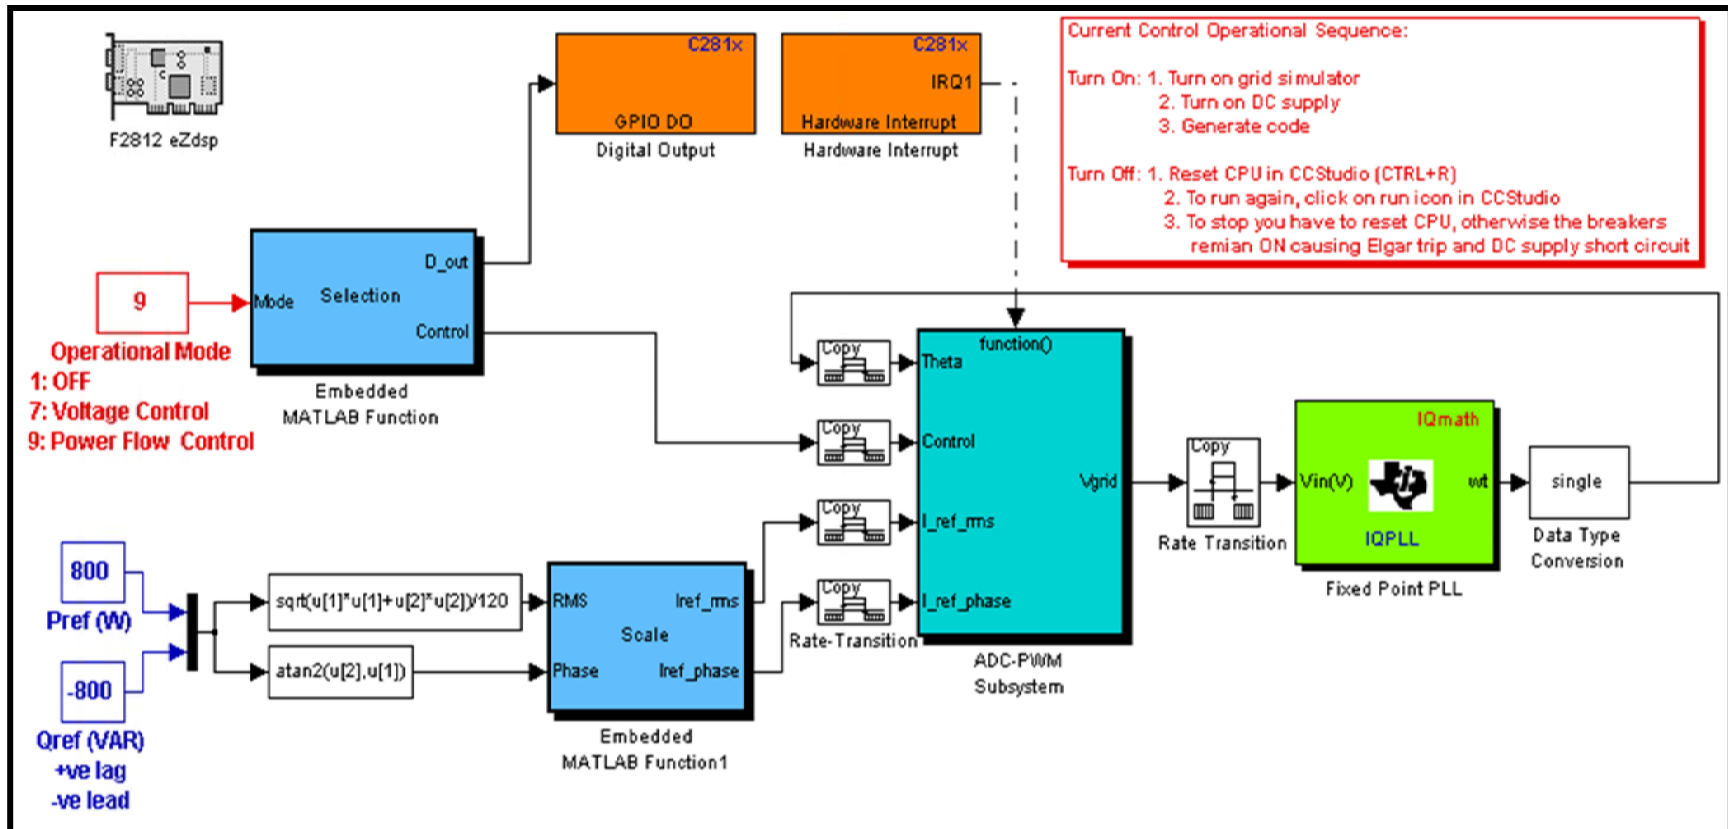 C281x
GPIO DO
Digital Output
C281x
IRQ1
Hardware Interrupt
Hardware Interrupt
Current Control Operational Sequence:
Turn On: 1. Turn on grid simulator
2. Turn on DC supply
3. Generate code
Turn Off: 1. Reset CPU in CCStudio (CTRL+R)
2. To run again, click on run icon in CCStudio
3. To stop you have to reset CPU, otherwise the breakers
remian ON causing Elgar trip and DC supply short circuit
F2812 eZdsp
9
Operational Mode
1: OFF
7: Voltage Control
9: Power Flow Control
Mode
Selection
D_out
Control
Embedded
MATLAB Function
Copy
Copy
Copy
Copy
Rate-Transition
function()
Theta
Control
I_ref_rms
I_ref_phase
Vgrid
ADC-PWM
Subsystem
Copy
Rate Transition
IQmath
Vin(V)
wt
IQPLL
Fixed Point PLL
single
Data Type
Conversion
800
Pref (W)
-800
Qref (VAR)
+ve lag
-ve lead
sqrt(u[1]*u[1]+u[2]*u[2])/120
atan2(u[2],u[1])
RMS
Phase
Scale
Iref_rms
Iref_phase
Embedded
MATLAB Function1